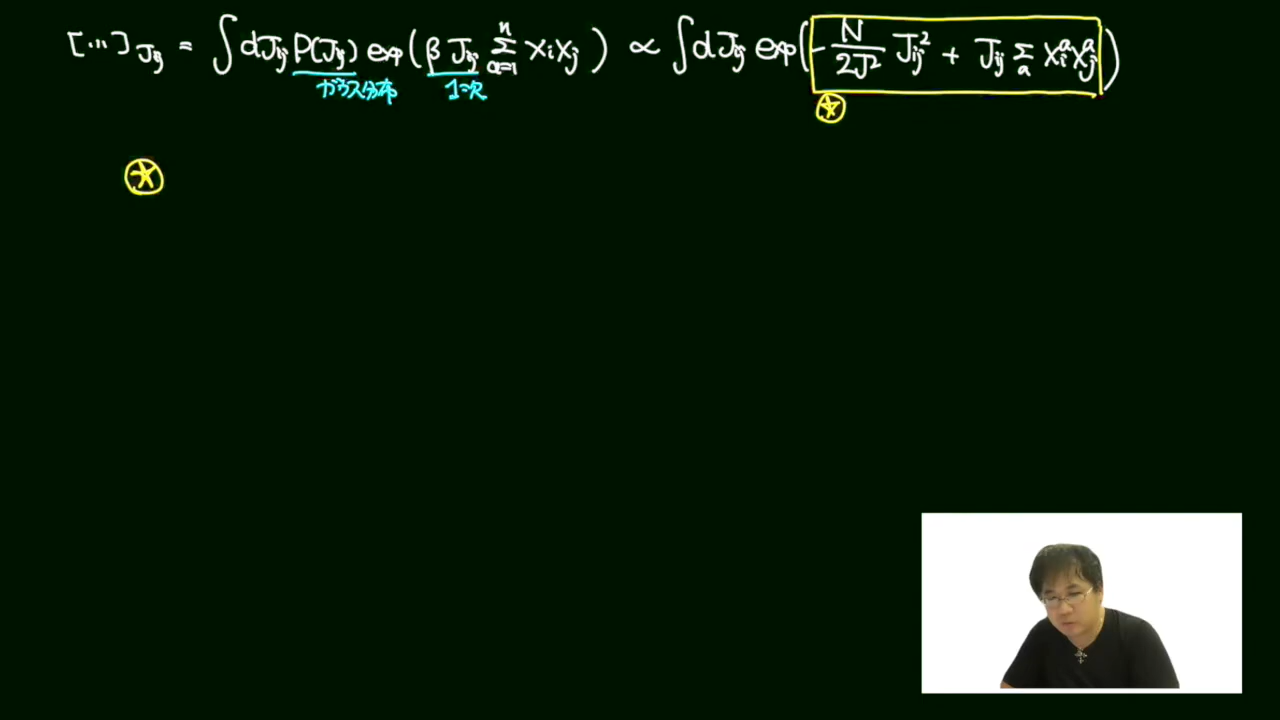 [...]_{J_{ij}} = ∫dJ_{ij} P(J_{ij}) exp(β J_{ij} Σ_{a=1}^{n} x_i x_j) ∝ ∫dJ_{ij} exp(-N/2J² J_{ij}² + J_{ij} Σ_a x_i^a x_j^a)
ガウス分布 1次